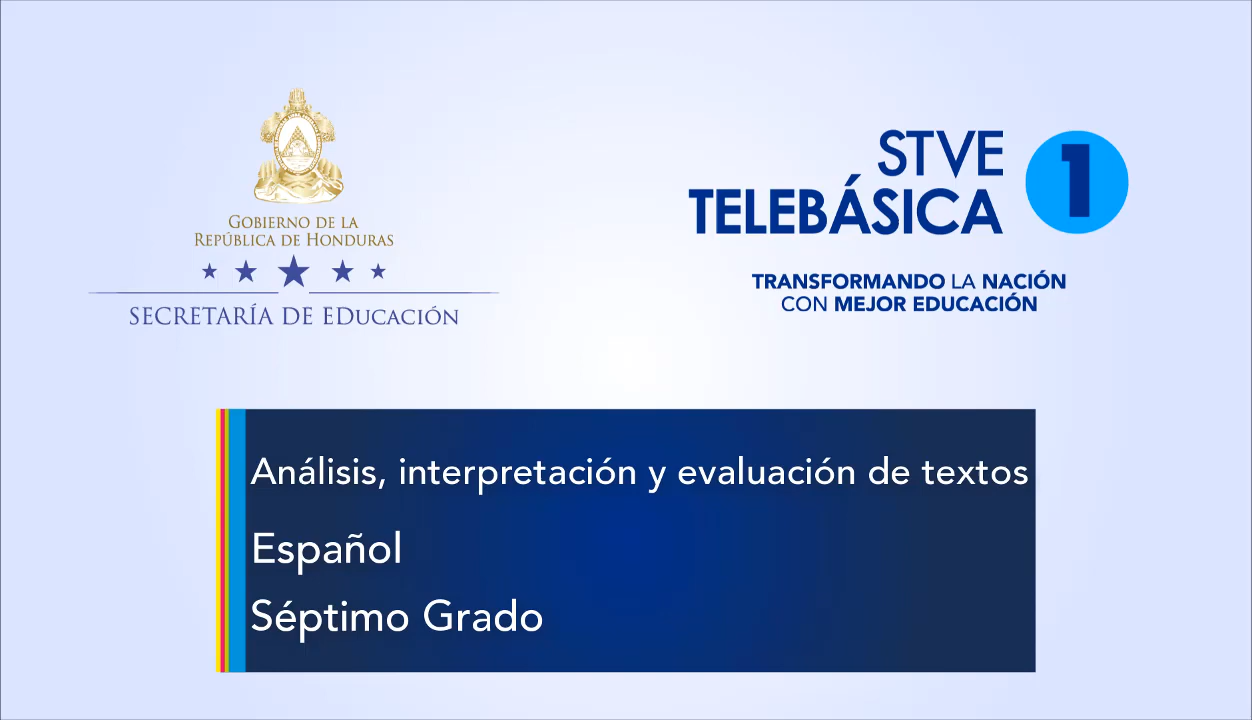 GOBIERNO DE LA
REPÚBLICA DE HONDURAS
SECRETARÍA DE EDUCACIÓN
STVE
TELEBÁSICA
1
TRANSFORMANDO LA NACIÓN
CON MEJOR EDUCACIÓN
Análisis, interpretación y evaluación de textos
Español
Séptimo Grado